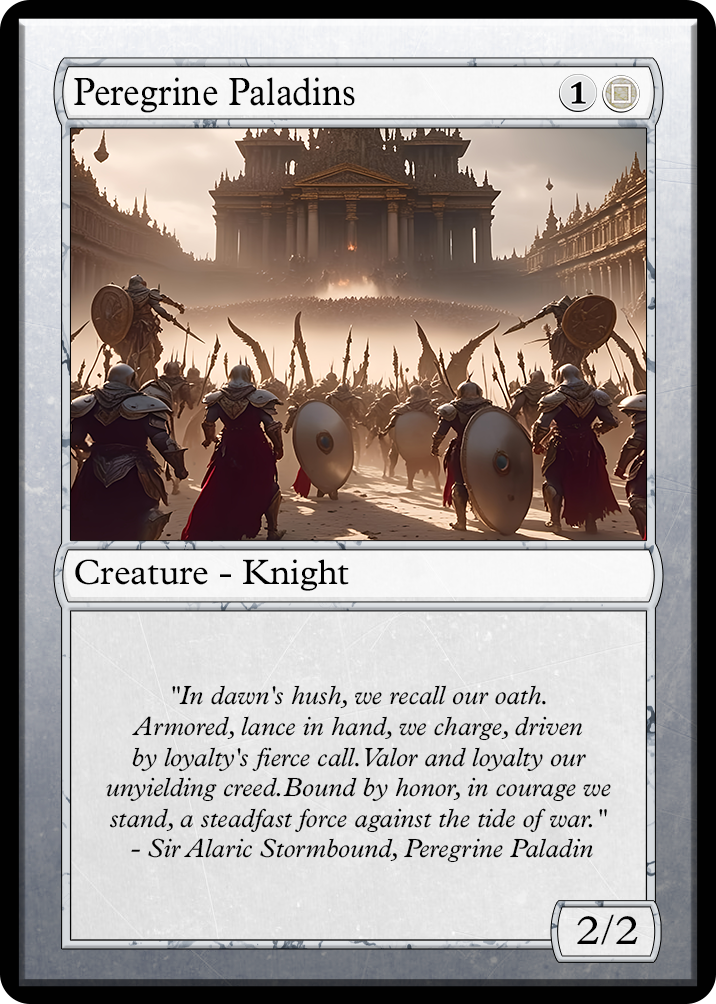 Peregrine Paladins 1
Creature - Knight
"In dawn's hush, we recall our oath.
Armored, lance in hand, we charge, driven
by loyalty's fierce call.Valor and loyalty our
unyielding creed.Bound by honor, in courage we
stand, a steadfast force against the tide of war."
- Sir Alaric Stormbound, Peregrine Paladin
2/2